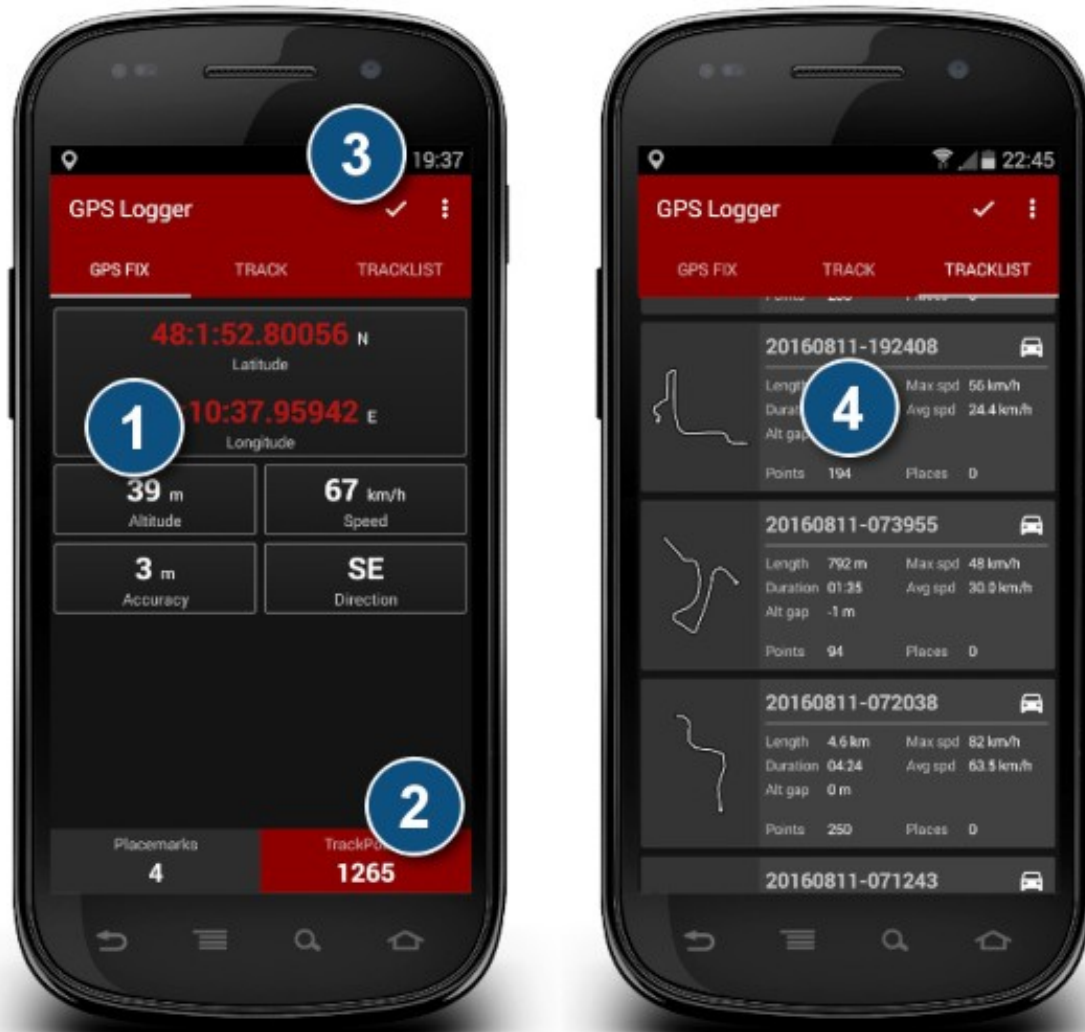 3
19:37
GPS Logger
GPS FIX TRACK TRACKLIST
48:1:52.80056 N
Latitude
1
:10:37.95942 E
Longitude
39 m 67 km/h
Altitude Speed
3 m SE
Accuracy Direction
2
Placemarks
4 1265
22:45
GPS Logger
GPS FIX TRACK TRACKLIST
20160811-192408
4
Max spd 56 km/h
Avg spd 24.4 km/h
Alt gap
Points 194 Places 0
20160811-073955
Length 792 m Max spd 48 km/h
Duration 01:25 Avg spd 30.0 km/h
Alt gap -1 m
Points 94 Places 0
20160811-072038
Length 4.6 km Max spd 82 km/h
Duration 04:24 Avg spd 63.5 km/h
Alt gap 0 m
Points 250 Places 0
20160811-071243